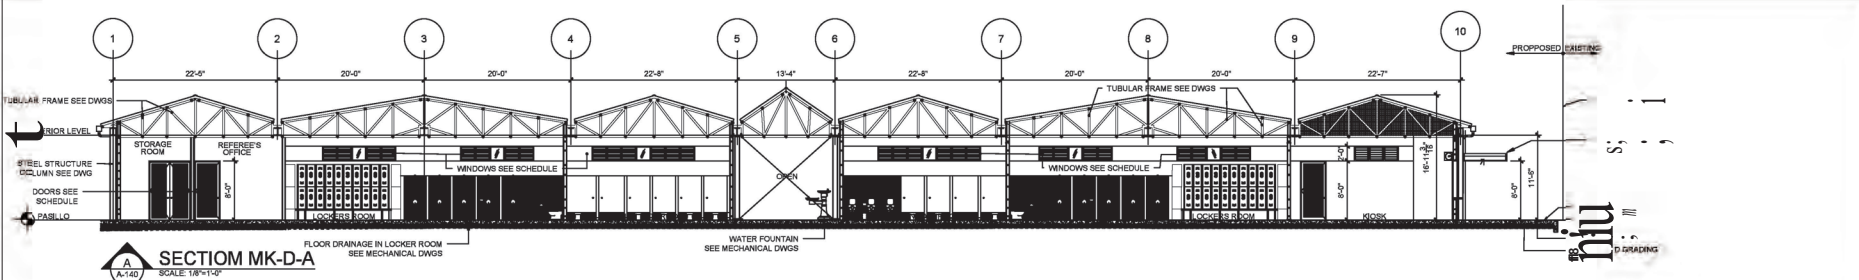 1 2 3 4 5 6 7 8 9 10
PROPPOSED EXISTING
22'-5" 20'-0" 20'-0" 22'-8" 13'-4" 22'-8" 20'-0" 20'-0" 22'-7"
TUBULAR FRAME SEE DWGS
TUBULAR FRAME SEE DWGS
ERIOR LEVEL
STORAGE
ROOM
REFEREE'S
OFFICE
STEEL STRUCTURE
COLUMN SEE DWG
WINDOWS SEE SCHEDULE
WINDOWS SEE SCHEDULE
OPEN
DOORS SEE
SCHEDULE
8'-0"
2'-0"
8'-0"
8'-0"
11'-6"
PASILLO
LOCKERS ROOM
LOCKERS ROOM
KIOSK
FLOOR DRAINAGE IN LOCKER ROOM
SEE MECHANICAL DWGS
WATER FOUNTAIN
SEE MECHANICAL DWGS
D GRADING
A
A-140
SECTIOM MK-D-A
SCALE: 1/8"=1'-0"